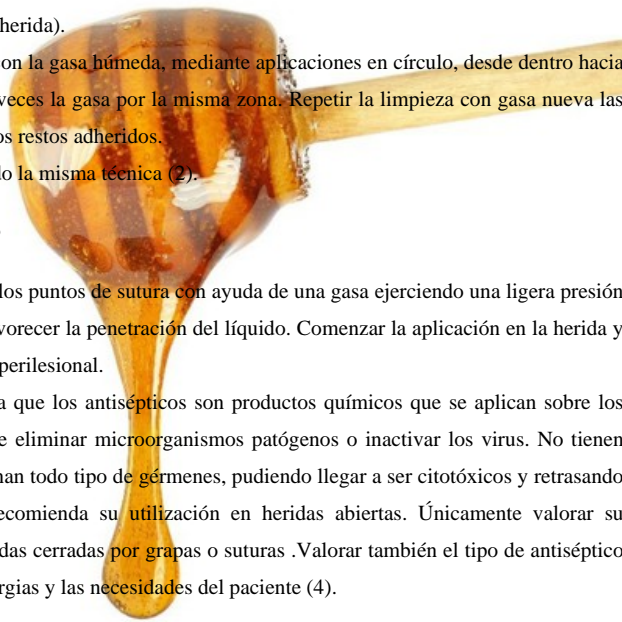 herida).
on la gasa húmeda, mediante aplicaciones en círculo, desde dentro hacia
veces la gasa por la misma zona. Repetir la limpieza con gasa nueva las
os restos adheridos.
do la misma técnica (2).
los puntos de sutura con ayuda de una gasa ejerciendo una ligera presión
vorecer la penetración del líquido. Comenzar la aplicación en la herida y
perilesional.
a que los antisépticos son productos químicos que se aplican sobre los
e eliminar microorganismos patógenos o inactivar los virus. No tienen
nan todo tipo de gérmenes, pudiendo llegar a ser citotóxicos y retrasando
ecomienda su utilización en heridas abiertas. Únicamente valorar su
das cerradas por grapas o suturas .Valorar también el tipo de antiséptico
rgias y las necesidades del paciente (4).